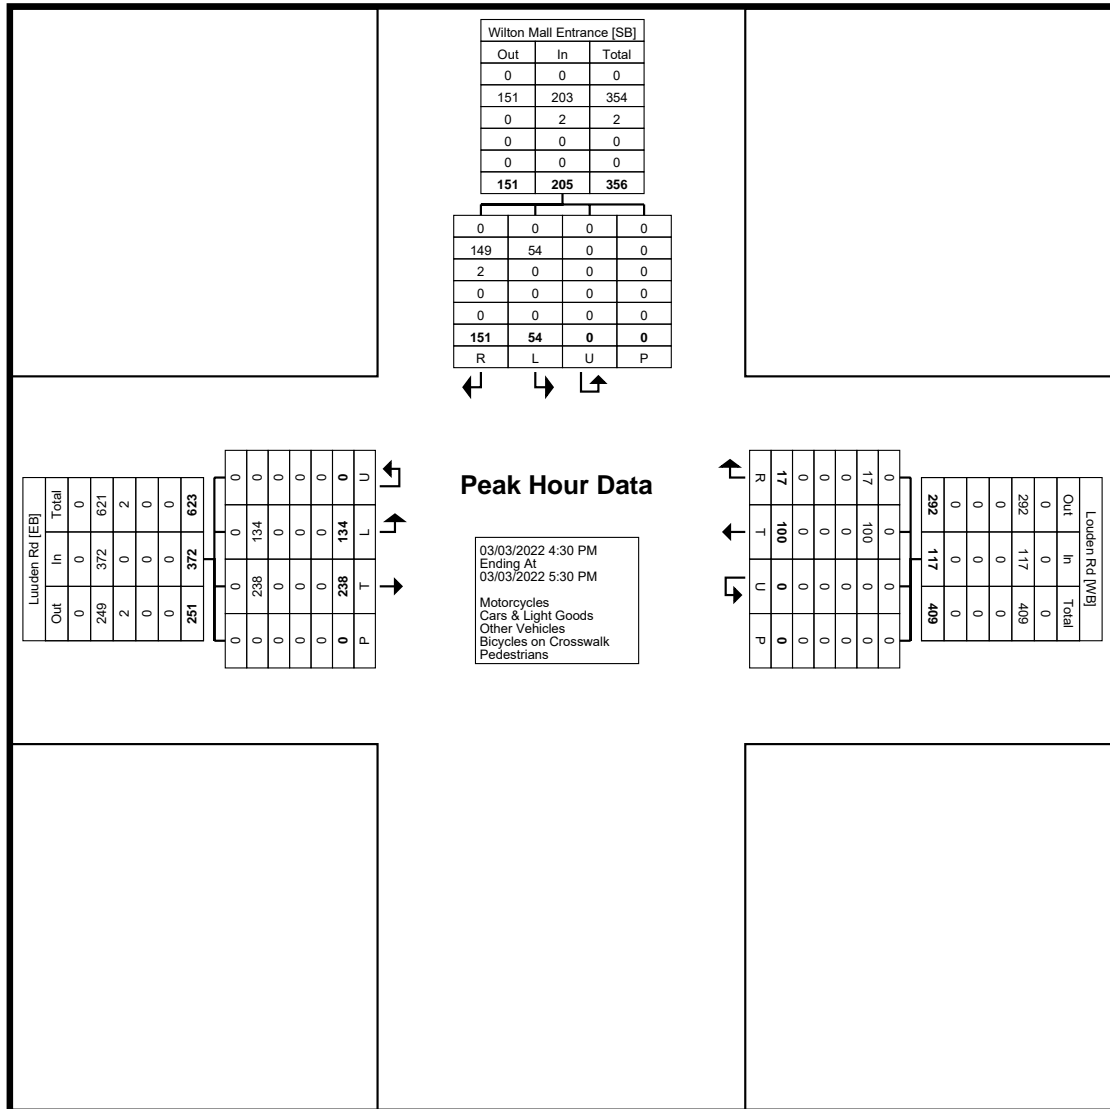 Wilton Mall Entrance [SB]
Out In Total
0 0 0
151 203 354
0 2 2
0 0 0
0 0 0
151 205 356
0 0 0 0
149 54 0 0
2 0 0 0
0 0 0 0
0 0 0 0
151 54 0 0
R L U P
Luuden Rd [EB]
Total 0 621 2 0 0 623
In 0 372 0 0 0 372
Out 0 249 2 0 0 251
0 0 0 0 0 0 U
0 134 0 0 0 134 L
0 238 0 0 0 238 T
0 0 0 0 0 0 P
Peak Hour Data
03/03/2022 4:30 PM
Ending At
03/03/2022 5:30 PM
Motorcycles
Cars & Light Goods
Other Vehicles
Bicycles on Crosswalk
Pedestrians
R 17 0 0 0 17 0
T 100 0 0 0 100 0
U 0 0 0 0 0 0
P 0 0 0 0 0 0
Louden Rd [WB]
Out In Total
0 0 0
292 117 409
0 0 0
0 0 0
0 0 0
292 117 409